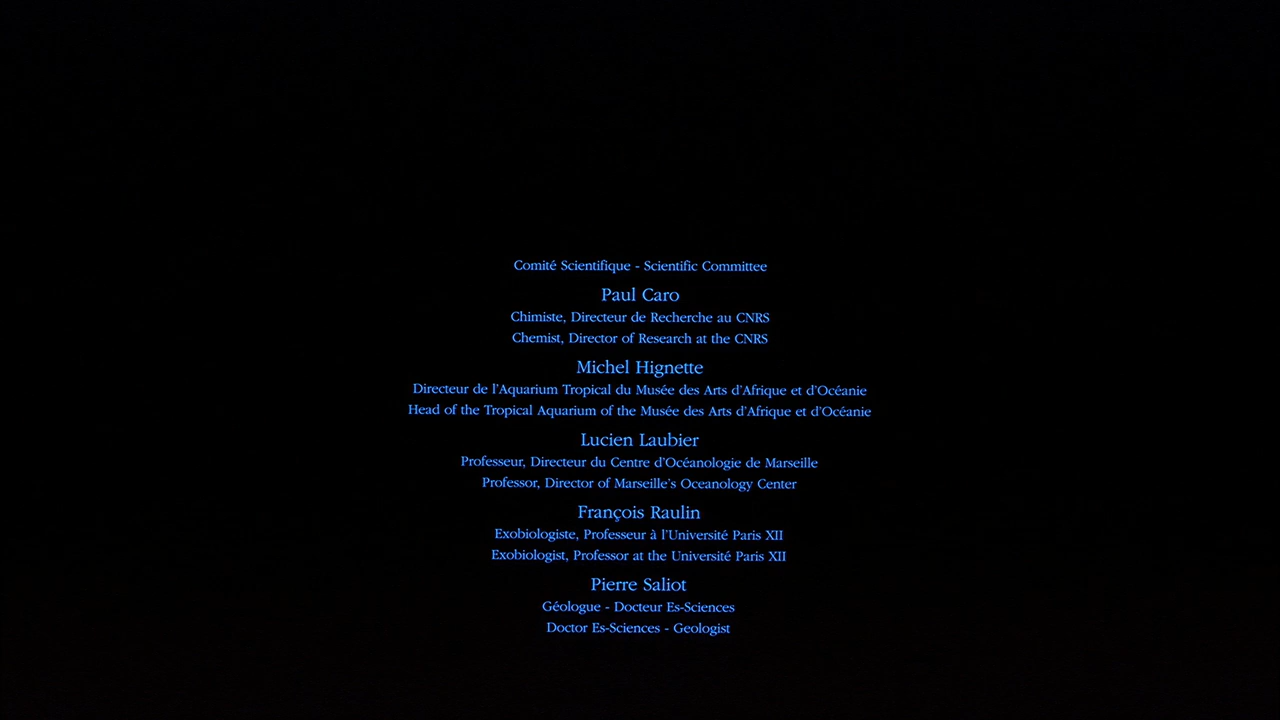 Comité Scientifique - Scientific Committee
Paul Caro
Chimiste, Directeur de Recherche au CNRS
Chemist, Director of Research at the CNRS
Michel Hignette
Directeur de l'Aquarium Tropical du Musée des Arts d'Afrique et d'Océanie
Head of the Tropical Aquarium of the Musée des Arts d'Afrique et d'Océanie
Lucien Laubier
Professeur, Directeur du Centre d'Océanologie de Marseille
Professor, Director of Marseille's Oceanology Center
François Raulin
Exobiologiste, Professeur à l'Université Paris XII
Exobiologist, Professor at the Université Paris XII
Pierre Saliot
Géologue - Docteur Es-Sciences
Doctor Es-Sciences - Geologist